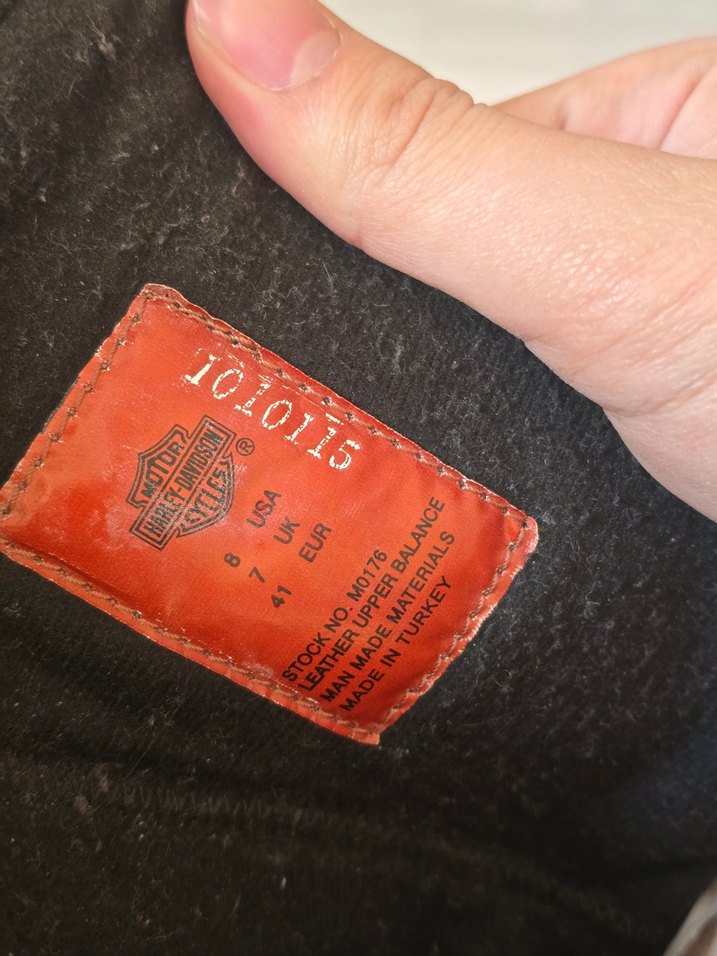 1010115
MOTOR
HARLEY-DAVIDSON
CYCLES
®
8 USA
7 UK
41 EUR
STOCK NO. M0176
LEATHER UPPER BALANCE
MAN MADE MATERIALS
MADE IN TURKEY